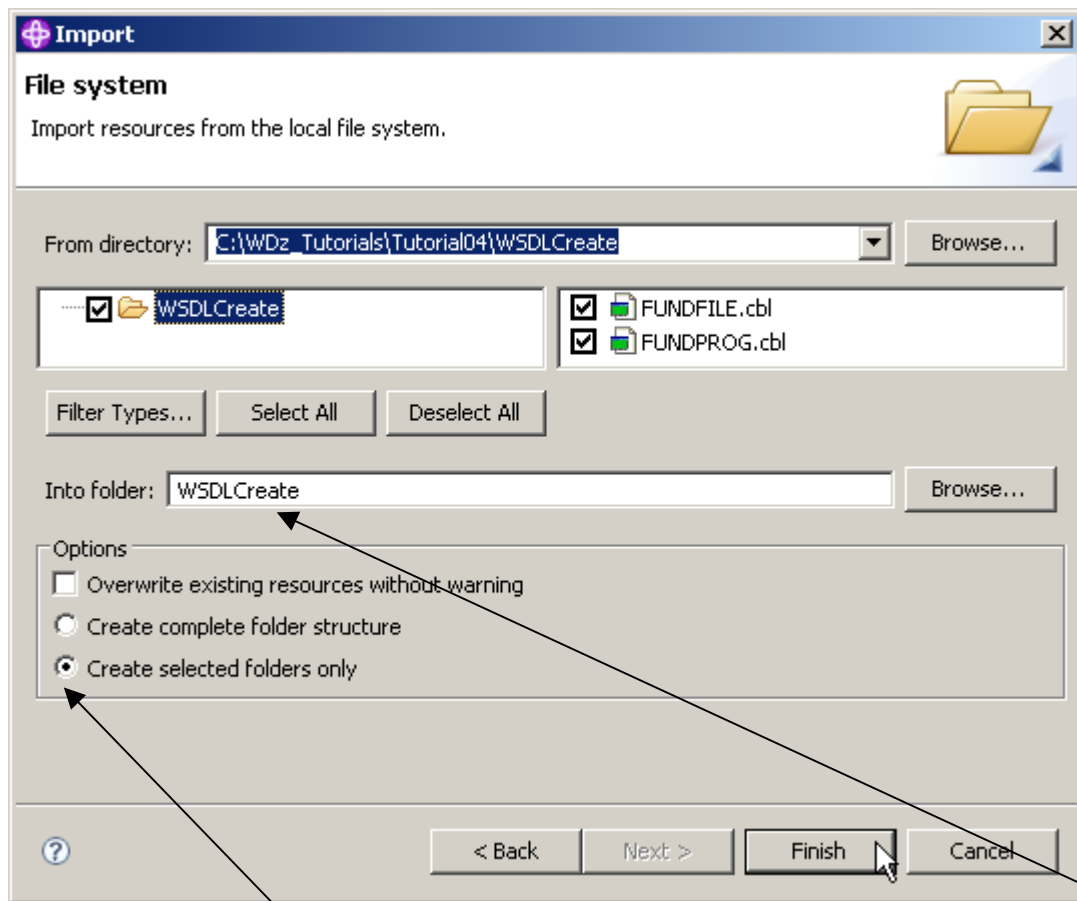 Import
File system
Import resources from the local file system.
From directory: C:\WDz_Tutorials\Tutorial04\WSDLCreate Browse...
WSDLCreate
FUNDFILE.cbl
FUNDPROG.cbl
Filter Types... Select All Deselect All
Into folder: WSDLCreate Browse...
Options
Overwrite existing resources without warning
Create complete folder structure
Create selected folders only
? < Back Next > Finish Cancel